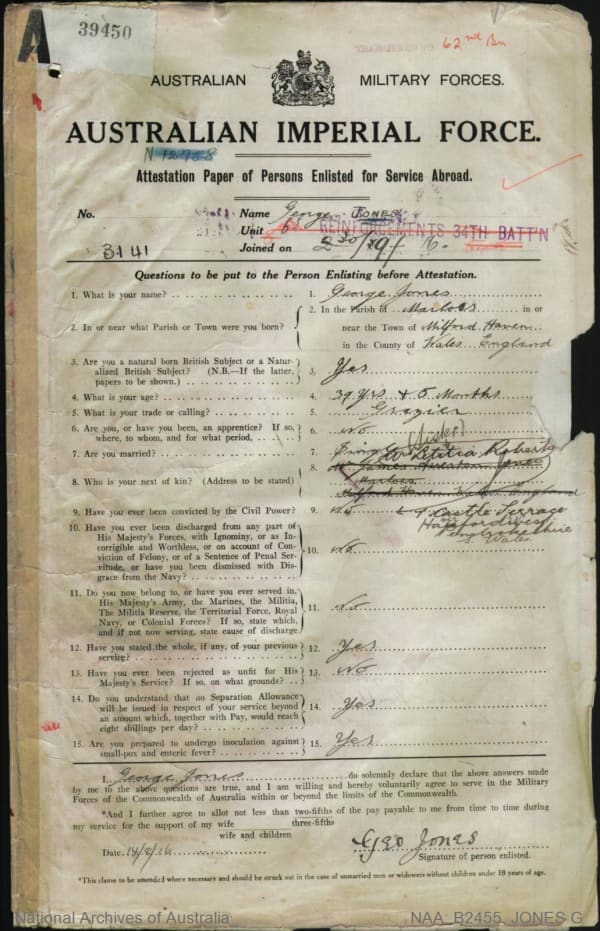 A
39450
62nd Bn
AUSTRALIAN MILITARY FORCES.
AUSTRALIAN IMPERIAL FORCE.
N 12788
Attestation Paper of Persons Enlisted for Service Abroad.
No. Name George JONES
Unit REINFORCEMENTS 34TH BATT'N
3141 Joined on
Questions to be put to the Person Enlisting before Attestation.
1. What is your name? 1. George Jones
2. In or near what Parish or Town were you born? 2. In the Parish of Marloes in or
near the Town of Milford Haven
in the County of Wales England
3. Are you a natural born British Subject or a Natur-
alized British Subject? (N.B.—If the latter,
papers to be shown.) 3. Yes
4. What is your age? 4. 39 Yrs + 5 Months
5. What is your trade or calling? 5. Grazier
6. Are you, or have you been, an apprentice? If so,
where, to whom, and for what period 6. No
(Sister)
7. Are you married? 7. Letitia Roberts
8. Who is your next of kin? (Address to be stated) 8. James Jones
Marloes
Milford Haven Wales England
9. Have you ever been convicted by the Civil Power? 9. No Castle Terrace
Haverfordwest
Pembrokeshire
Wales
10. Have you ever been discharged from any part of
His Majesty's Forces, with Ignominy, or as In-
corrigible and Worthless, or on account of Con-
viction of Felony, or of a Sentence of Penal Ser-
vitude, or have you been Dismissed with Dis-
grace from the Navy? 10. No
11. Do you now belong to, or have you ever served in,
His Majesty's Army, the Marines, the Militia,
The Militia Reserve, the Territorial Force, Royal
Navy, or Colonial Forces? If so, state which,
and if not now serving, state cause of discharge 11. No
12. Have you stated the whole, if any, of your previous
service? 12. Yes
13. Have you ever been rejected as unfit for His
Majesty's Service? If so, on what grounds? 13. No
14. Do you understand that no Separation Allowance
will be issued in respect of your service beyond
an amount which, together with Pay, would reach
eight shillings per day? 14. Yes
15. Are you prepared to undergo inoculation against
small-pox and enteric fever? 15. Yes
I, George Jones do solemnly declare that the above answers made
by me to the above questions are true, and I am willing and hereby voluntarily agree to serve in the Military
Forces of the Commonwealth of Australia within or beyond the limits of the Commonwealth.
*And I further agree to allot not less than two-fifths of the pay payable to me from time to time during
three-fifths
my service for the support of my wife
wife and children
Date 14/8/16 Geo Jones
Signature of person enlisted.
*This clause to be amended where necessary and should be struck out in the case of unmarried men or widowers without children under 18 years of age.
National Archives of Australia NAA: B2455, JONES G